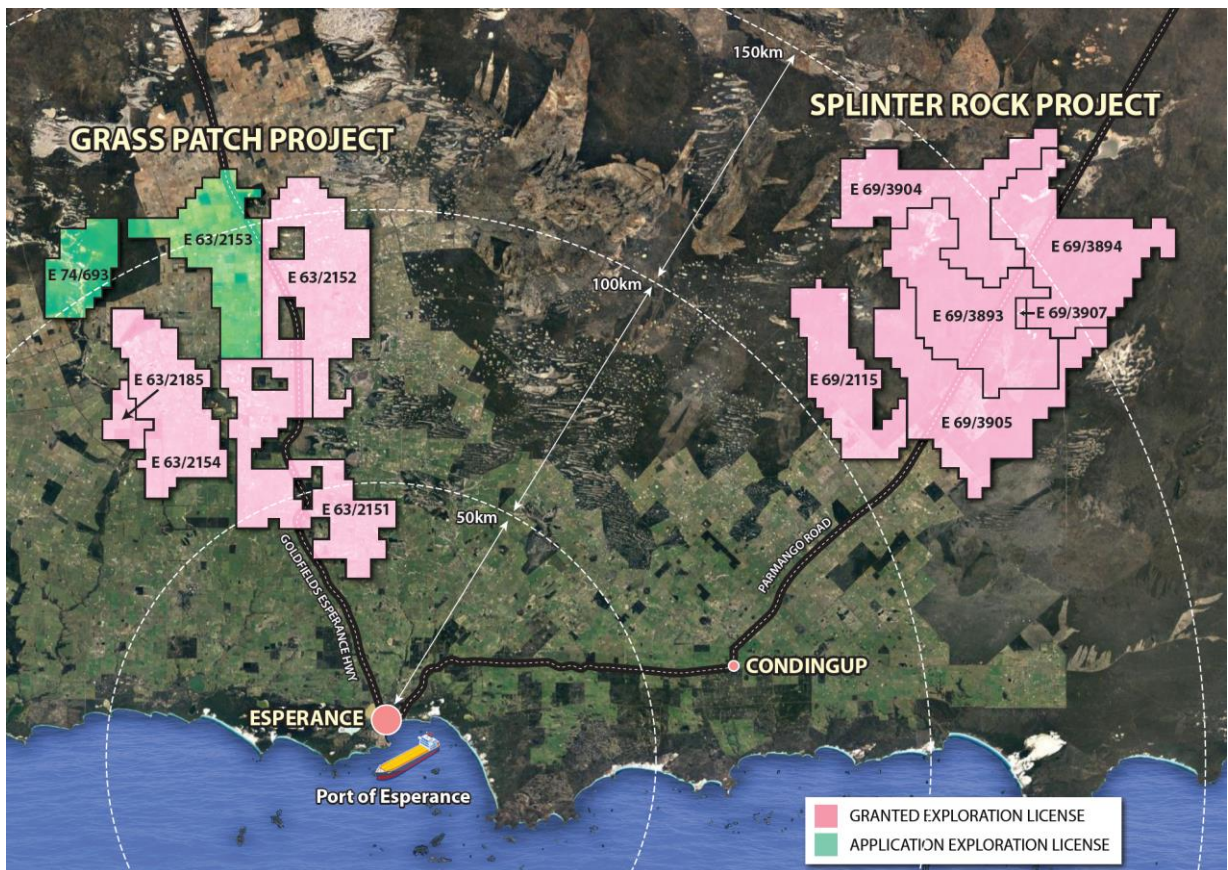 150km
GRASS PATCH PROJECT
SPLINTER ROCK PROJECT
E 69/3904
E 63/2153
E 74/693
E 63/2152
E 69/3894
100km
E 69/3893
E 69/3907
E 63/2185
E 69/2115
E 69/3905
E 63/2154
50km
E 63/2151
GOLDFIELDS ESPERANCE HWY
PARMANGO ROAD
CONDINGUP
ESPERANCE
Port of Esperance
GRANTED EXPLORATION LICENSE
APPLICATION EXPLORATION LICENSE